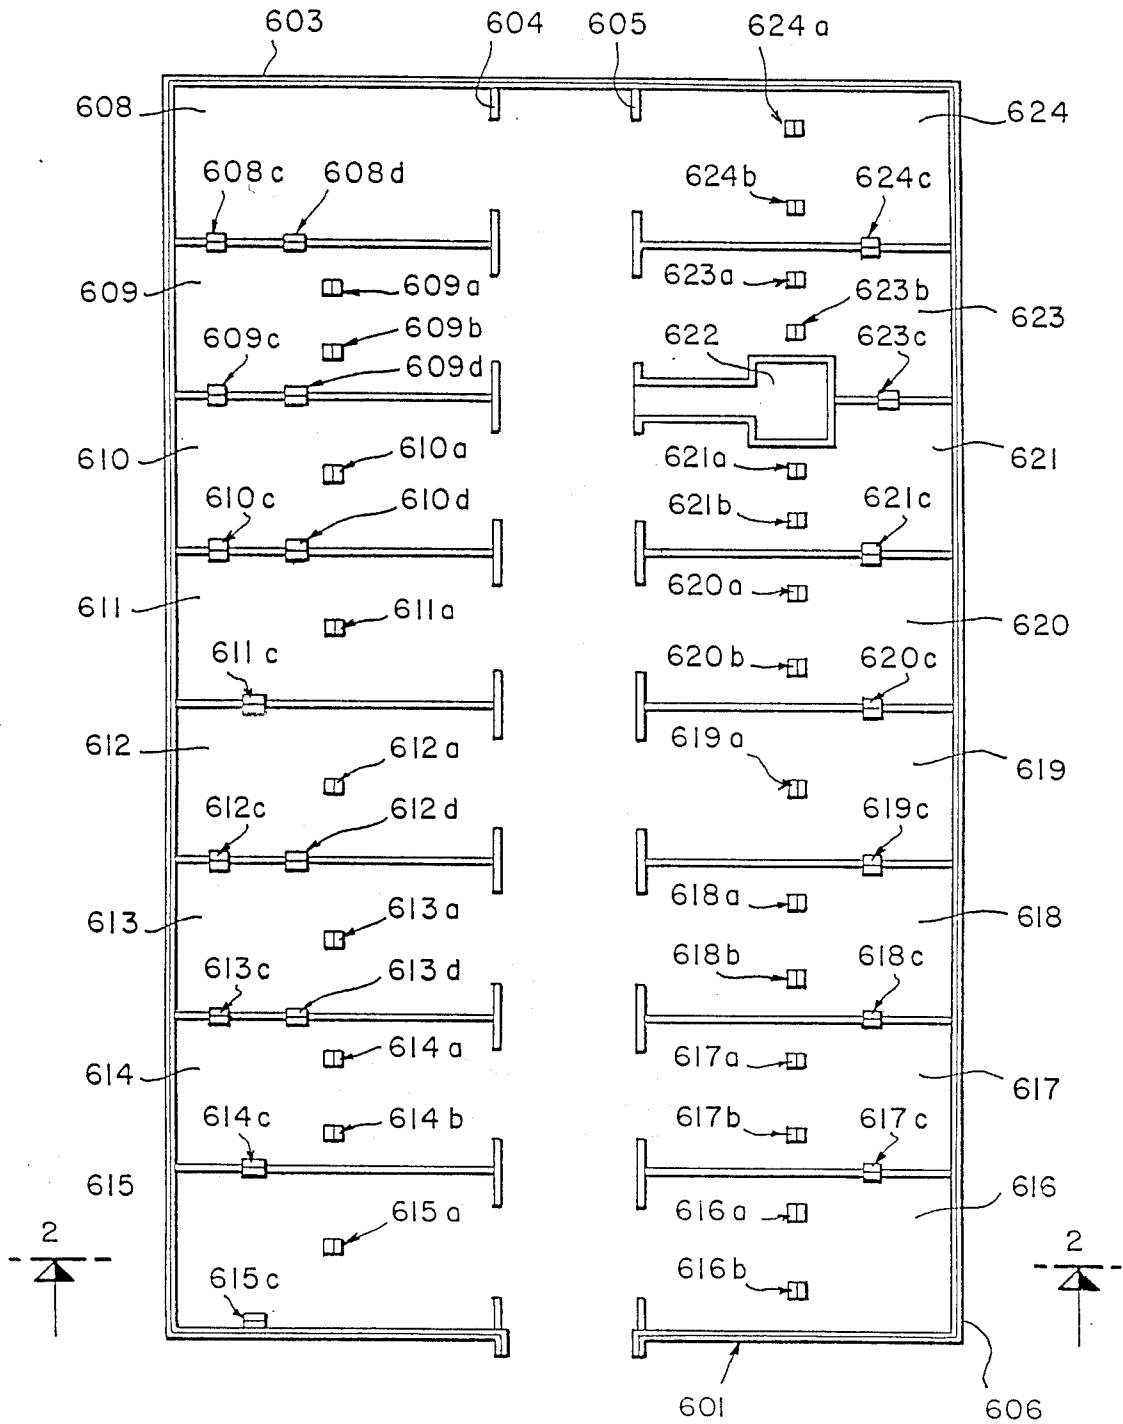 603 604 605 624a
608 624
608c 608d 624b 624c
609 609a 623a 623b 623
609b
609c 609d 622 623c
610 610a 621a 621
610c 610d 621b 621c
611 611a 620a 620
611c 620b 620c
612 612a 619a 619
612c 612d 619c
613 613a 618a 618
613c 613d 618b 618c
614 614a 617a 617
614c 614b 617b 617c
615 616
615a 616a
2 2
615c 616b
601 606